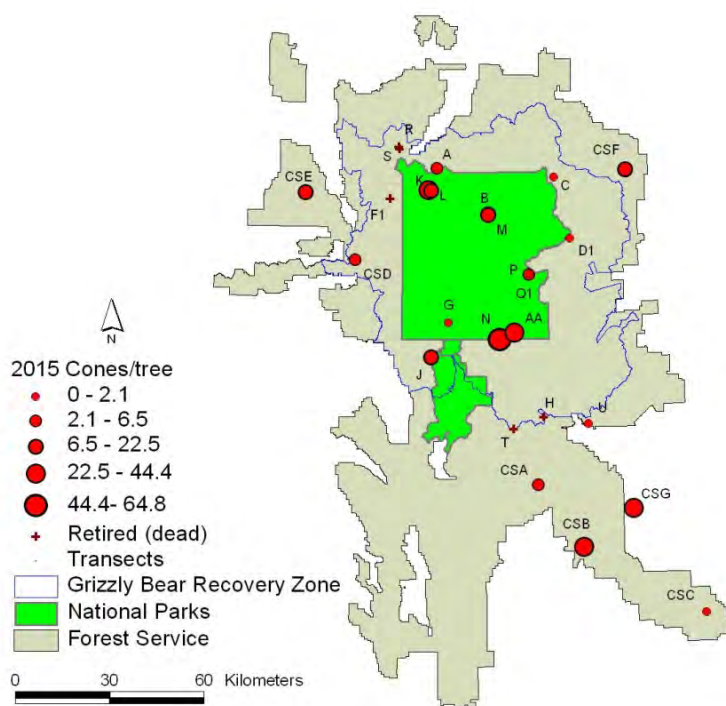 R
S
A
CSF
CSE
K
L
C
F1
B
M
D1
CSD
P
Q1
G
N
AA
N
J
2015 Cones/tree
0 - 2.1
2.1 - 6.5
6.5 - 22.5
22.5 - 44.4
44.4- 64.8
Retired (dead)
Transects
Grizzly Bear Recovery Zone
National Parks
Forest Service
H
U
T
CSA
CSG
CSB
CSC
0 30 60 Kilometers